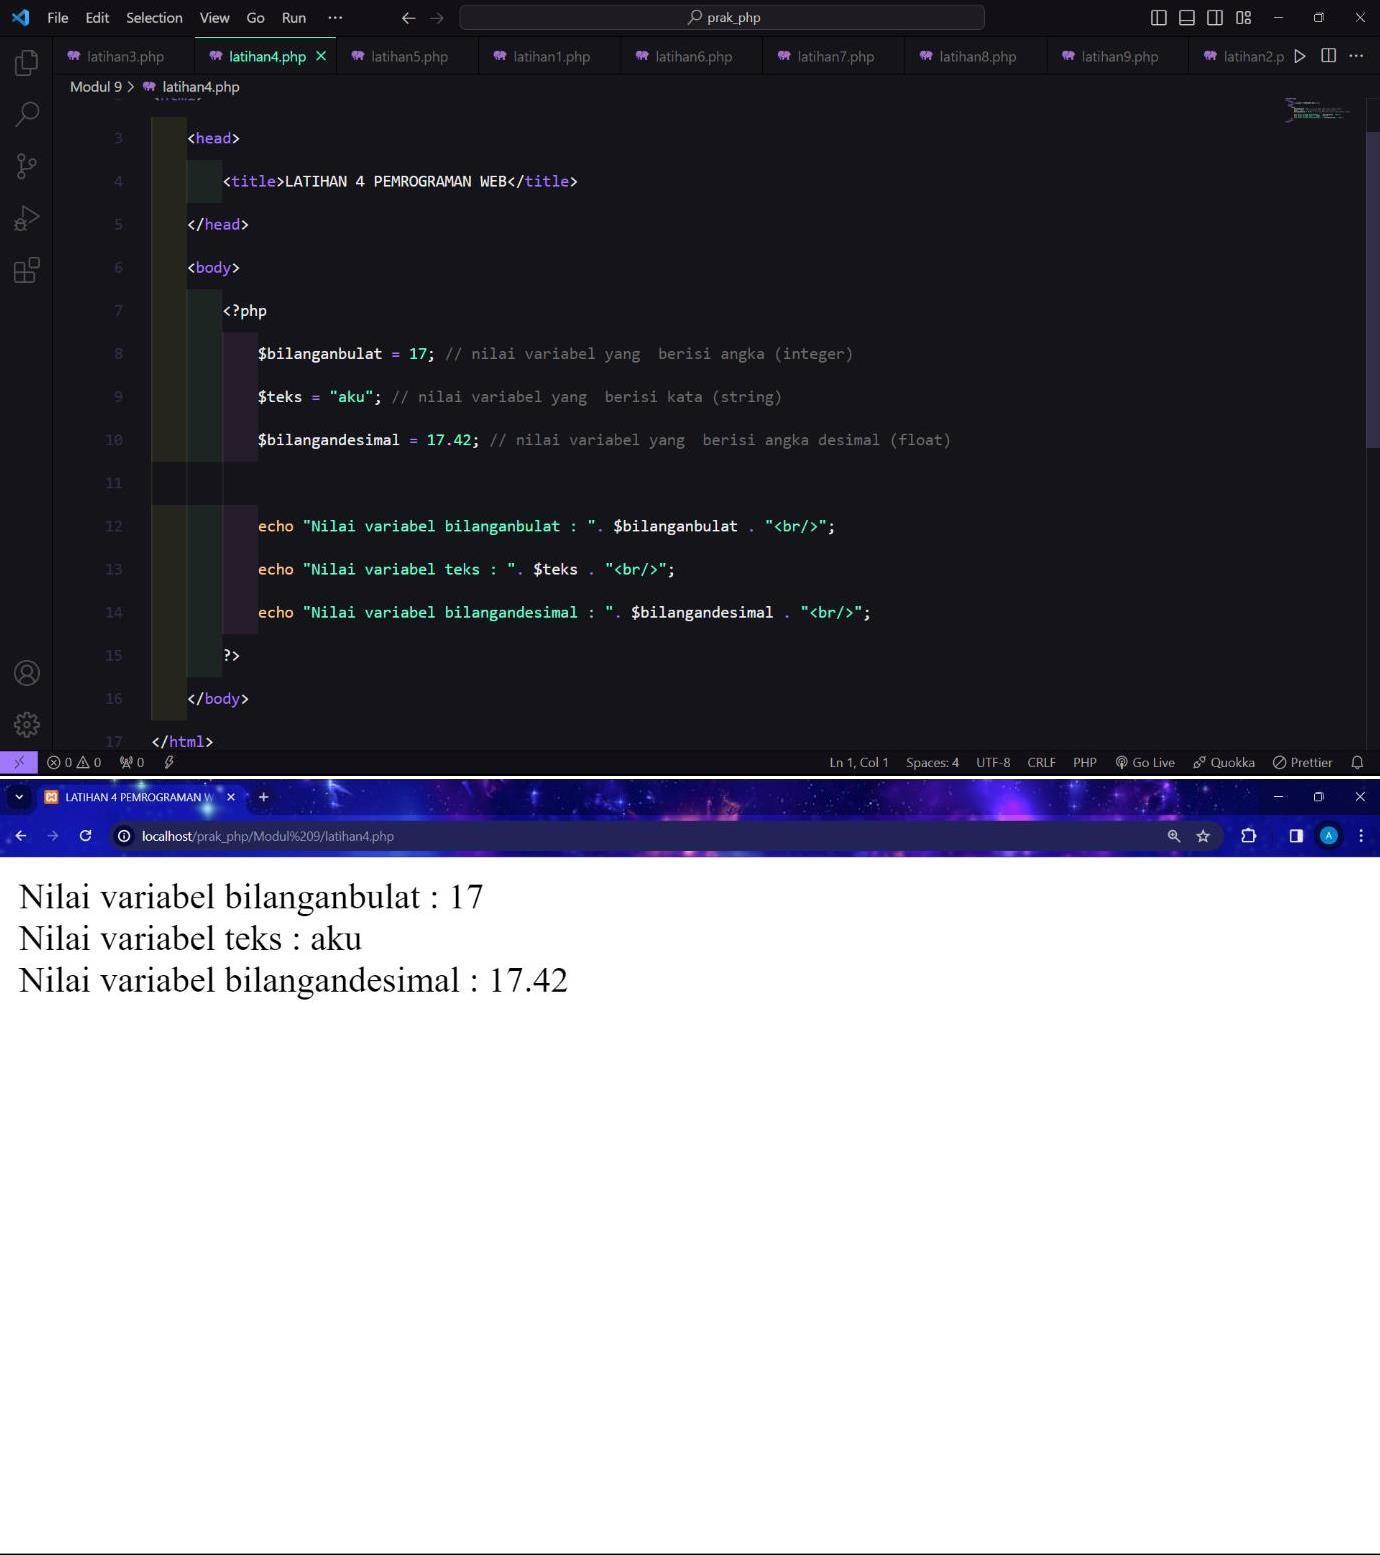 File Edit Selection View Go Run ··· prak_php
latihan3.php latihan4.php latihan5.php latihan1.php latihan6.php latihan7.php latihan8.php latihan9.php latihan2.p
Modul 9 > latihan4.php
3 <head>
4 <title>LATIHAN 4 PEMROGRAMAN WEB</title>
5 </head>
6 <body>
7 <?php
8 $bilanganbulat = 17; // nilai variabel yang  berisi angka (integer)
9 $teks = "aku"; // nilai variabel yang  berisi kata (string)
10 $bilangandesimal = 17.42; // nilai variabel yang  berisi angka desimal (float)
11
12 echo "Nilai variabel bilanganbulat : ". $bilanganbulat . "<br/>";
13 echo "Nilai variabel teks : ". $teks . "<br/>";
14 echo "Nilai variabel bilangandesimal : ". $bilangandesimal . "<br/>";
15 ?>
16 </body>
17 </html>
0 0 0 Ln 1, Col 1 Spaces: 4 UTF-8 CRLF PHP Go Live Quokka Prettier
LATIHAN 4 PEMROGRAMAN W
localhost/prak_php/Modul%209/latihan4.php A
Nilai variabel bilanganbulat : 17
Nilai variabel teks : aku
Nilai variabel bilangandesimal : 17.42